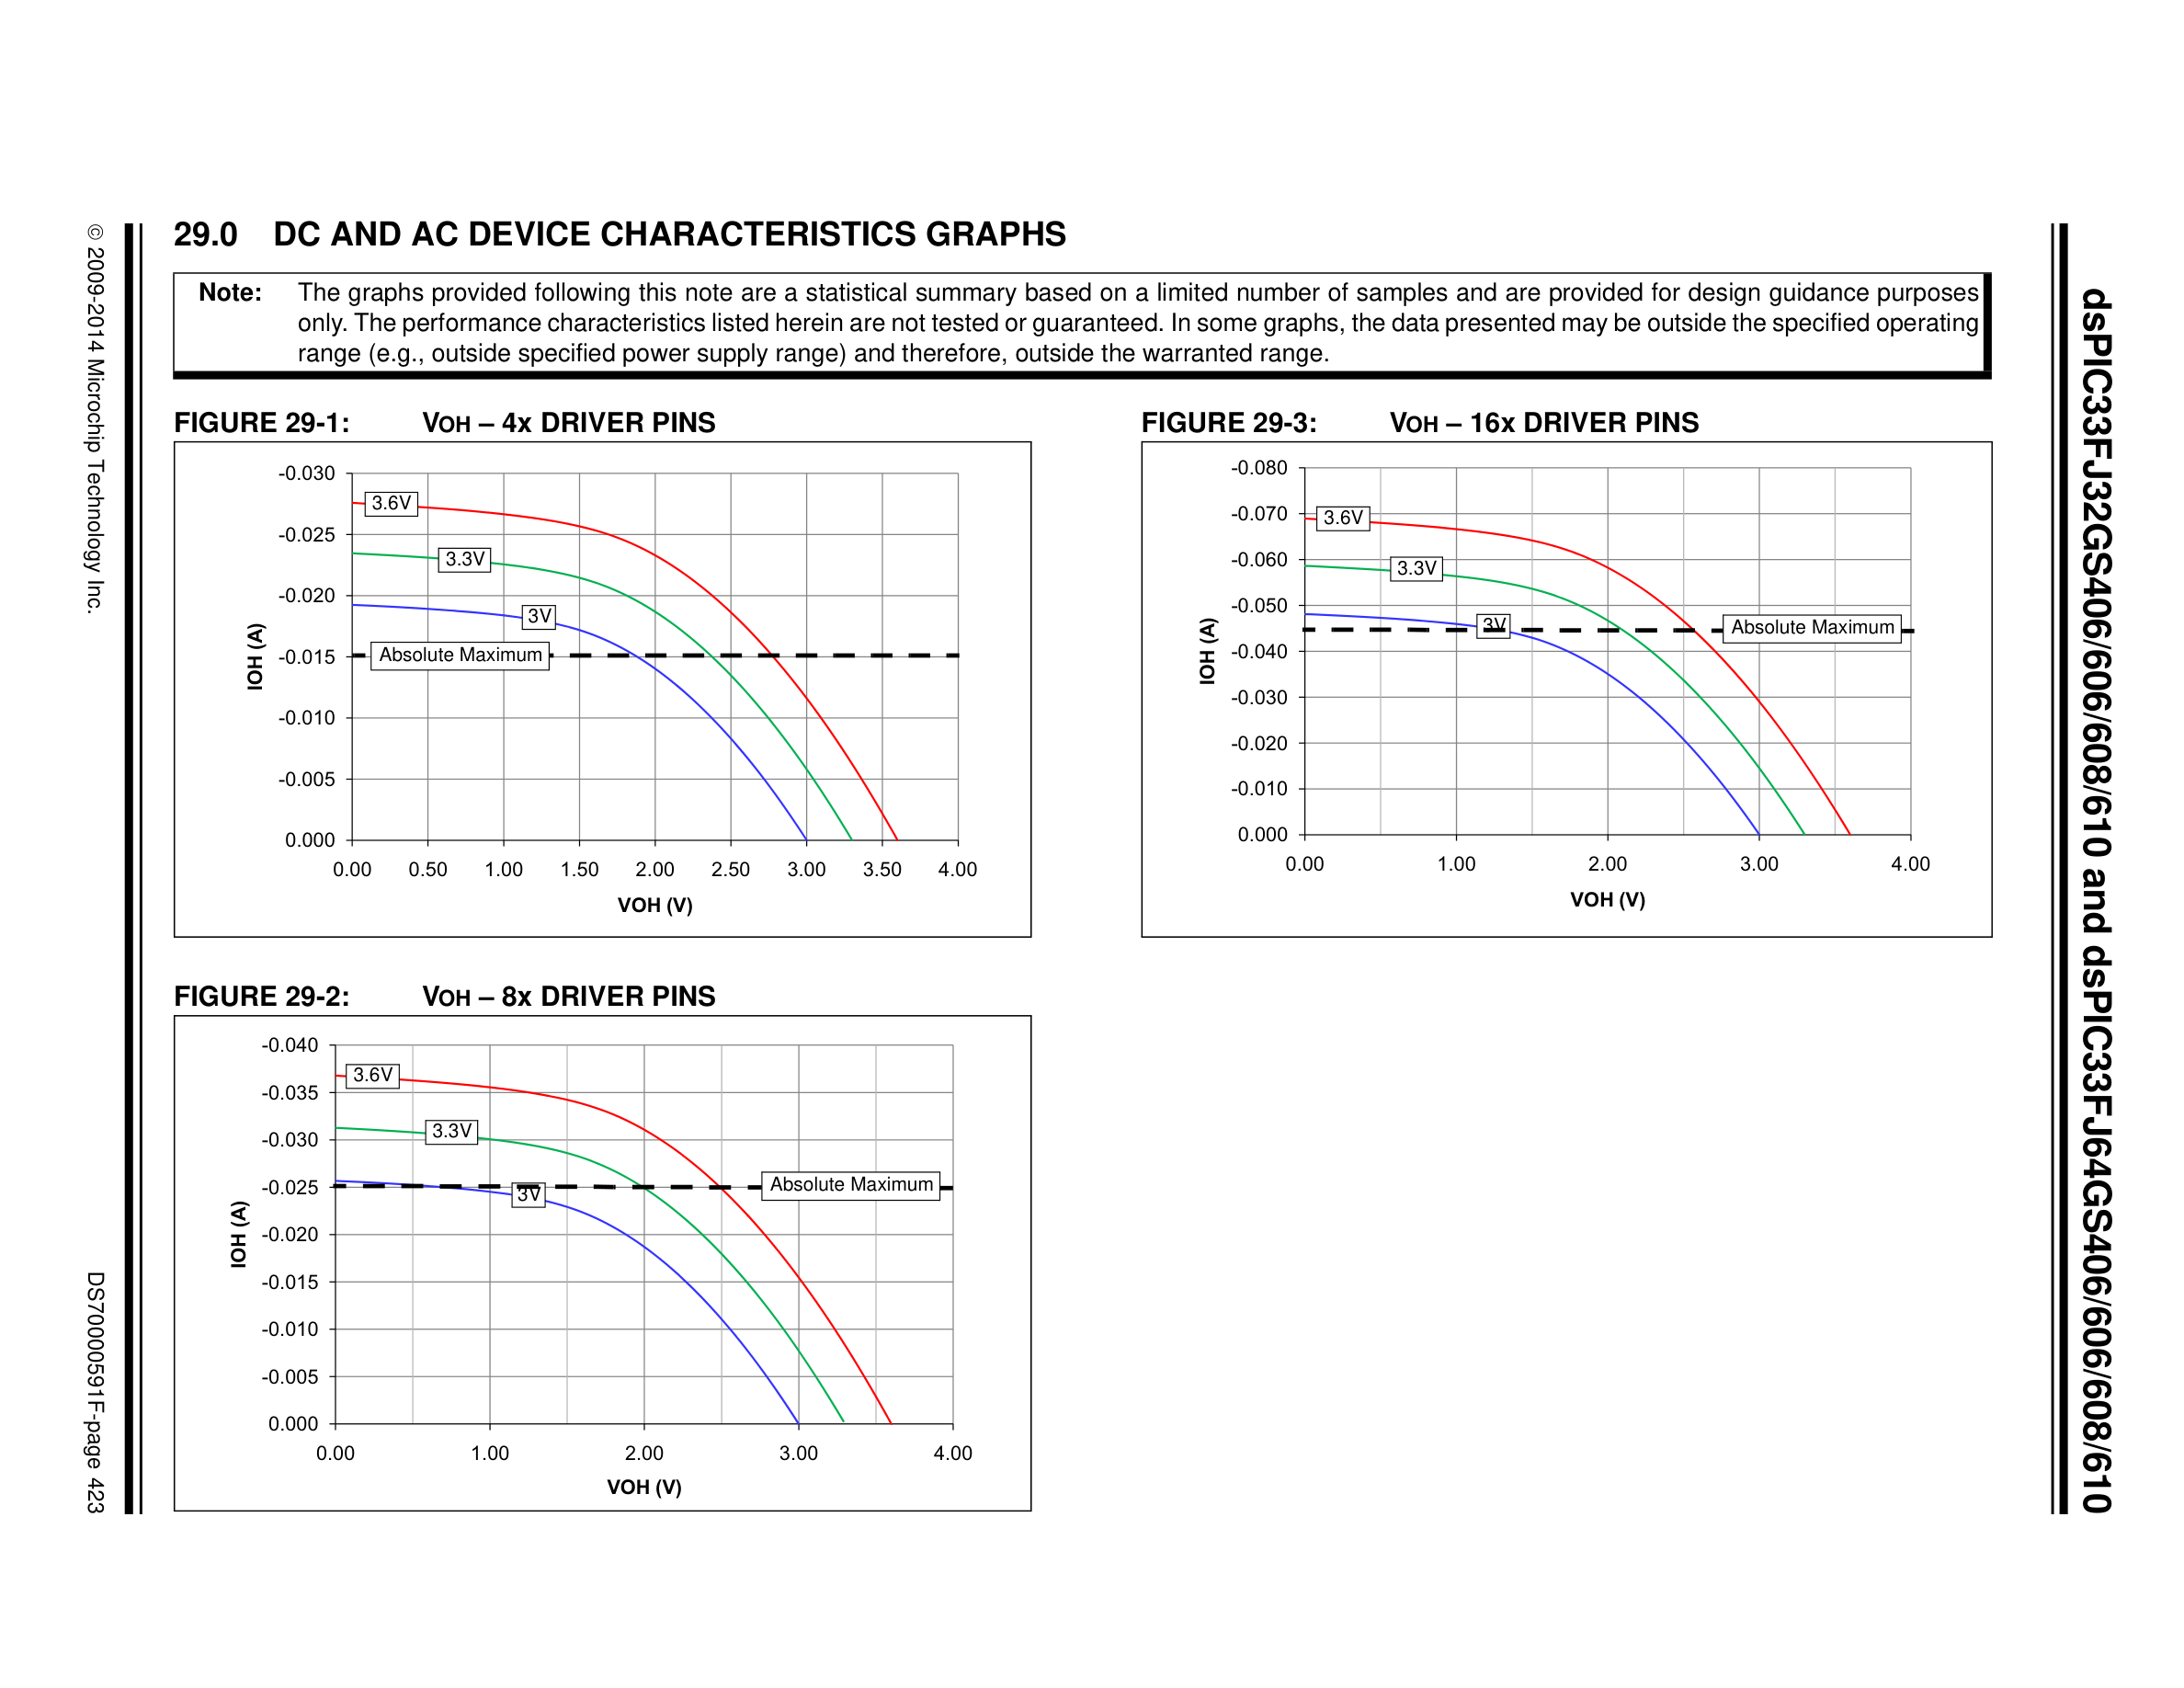 29.0 DC AND AC DEVICE CHARACTERISTICS GRAPHS
Note: The graphs provided following this note are a statistical summary based on a limited number of samples and are provided for design guidance purposes
only. The performance characteristics listed herein are not tested or guaranteed. In some graphs, the data presented may be outside the specified operating
range (e.g., outside specified power supply range) and therefore, outside the warranted range.
FIGURE 29-1: VOH – 4x DRIVER PINS
-0.030
-0.025
-0.020
-0.015
-0.010
-0.005
0.000
3.6V
3.3V
3V
Absolute Maximum
IOH (A)
0.00 0.50 1.00 1.50 2.00 2.50 3.00 3.50 4.00
VOH (V)
FIGURE 29-3: VOH – 16x DRIVER PINS
-0.080
-0.070
-0.060
-0.050
-0.040
-0.030
-0.020
-0.010
0.000
3.6V
3.3V
3V
Absolute Maximum
IOH (A)
0.00 1.00 2.00 3.00 4.00
VOH (V)
FIGURE 29-2: VOH – 8x DRIVER PINS
-0.040
-0.035
-0.030
-0.025
-0.020
-0.015
-0.010
-0.005
0.000
3.6V
3.3V
3V
Absolute Maximum
IOH (A)
0.00 1.00 2.00 3.00 4.00
VOH (V)
dsPIC33FJ32GS406/606/608/610 and dsPIC33FJ64GS406/606/608/610
© 2009-2014 Microchip Technology Inc.
DS70000591F-page 423